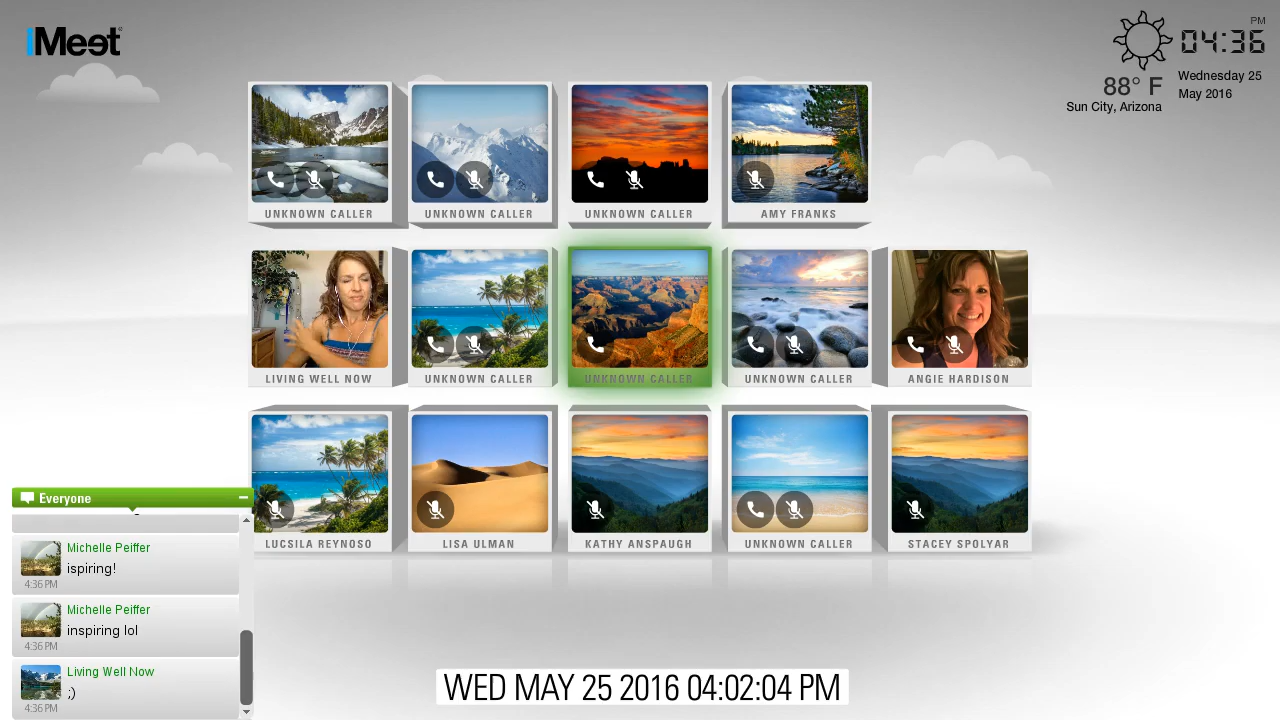 iMeet
PM
04:36
Wednesday 25
May 2016
88° F
Sun City, Arizona
UNKNOWN CALLER
UNKNOWN CALLER
UNKNOWN CALLER
AMY FRANKS
LIVING WELL NOW
UNKNOWN CALLER
UNKNOWN CALLER
UNKNOWN CALLER
ANGIE HARDISON
LUCSILA REYNOSO
LISA ULMAN
KATHY ANSPAUGH
UNKNOWN CALLER
STACEY SPOLYAR
Everyone
Michelle Peiffer
ispiring!
4:36 PM
Michelle Peiffer
inspiring lol
4:36 PM
Living Well Now
;)
4:36 PM
WED MAY 25 2016 04:02:04 PM